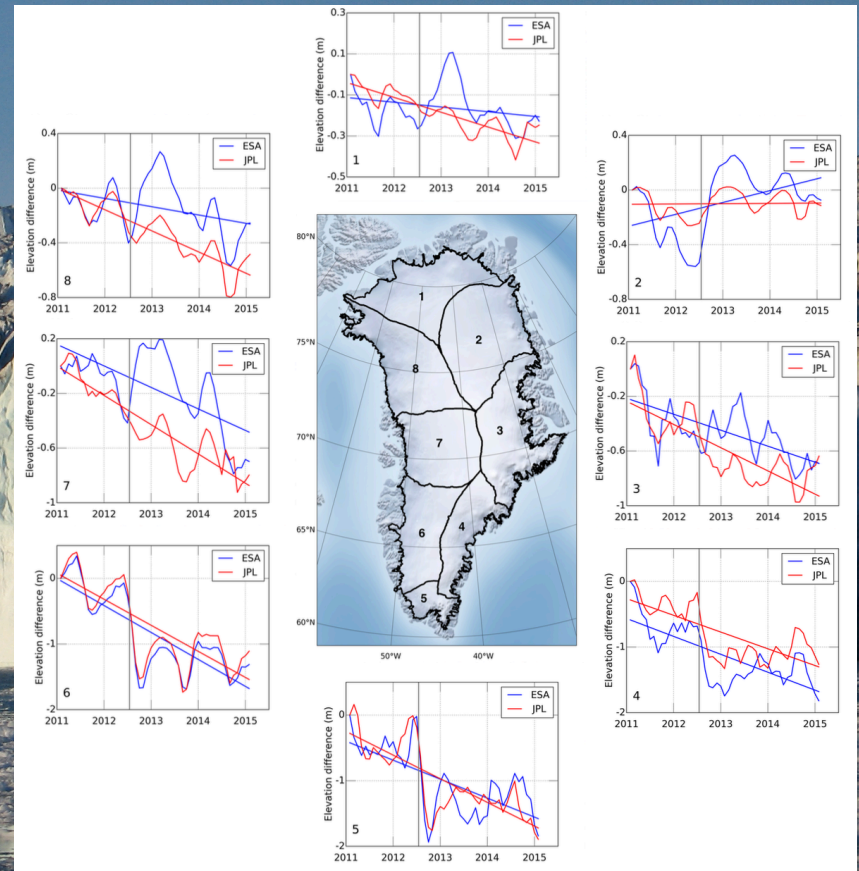 0.3
0.1
-0.1
-0.3
-0.5
Elevation difference (m)
ESA
JPL
1
2011 2012 2013 2014 2015
0.4
0
-0.4
-0.8
Elevation difference (m)
ESA
JPL
8
2011 2012 2013 2014 2015
0.4
0
-0.4
-0.8
Elevation difference (m)
ESA
JPL
2
2011 2012 2013 2014 2015
80°N
75°N
70°N
65°N
60°N
50°W 40°W
1
2
8
3
7
6
4
5
0.2
-0.2
-0.6
-1
Elevation difference (m)
ESA
JPL
7
2011 2012 2013 2014 2015
0.2
-0.2
-0.6
-1
Elevation difference (m)
ESA
JPL
3
2011 2012 2013 2014 2015
0
-1
-2
Elevation difference (m)
ESA
JPL
6
2011 2012 2013 2014 2015
0
-1
-2
Elevation difference (m)
ESA
JPL
4
2011 2012 2013 2014 2015
0
-1
-2
Elevation difference (m)
ESA
JPL
5
2011 2012 2013 2014 2015